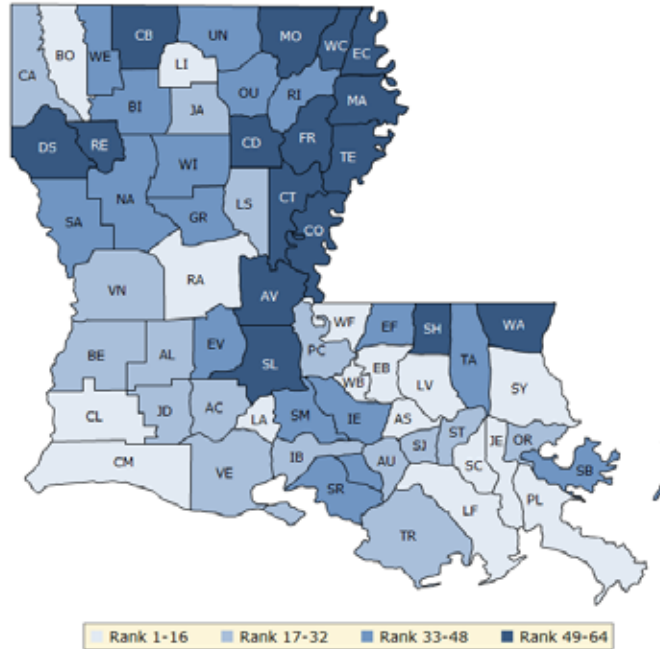 CB UN MO WC EC
BO WE
LI
CA
OU RI MA
BI JA
DS RE CD FR TE
WI
NA LS CT
SA GR CO
RA
VN AV
WF EF SH WA
EV PC TA
BE AL SL EB LV SY
WB
CL JD AC LA SM IE AS JE OR
ST
SJ
CM VE IB AU SC SB
SR PL
LF
TR
Rank 1-16 Rank 17-32 Rank 33-48 Rank 49-64